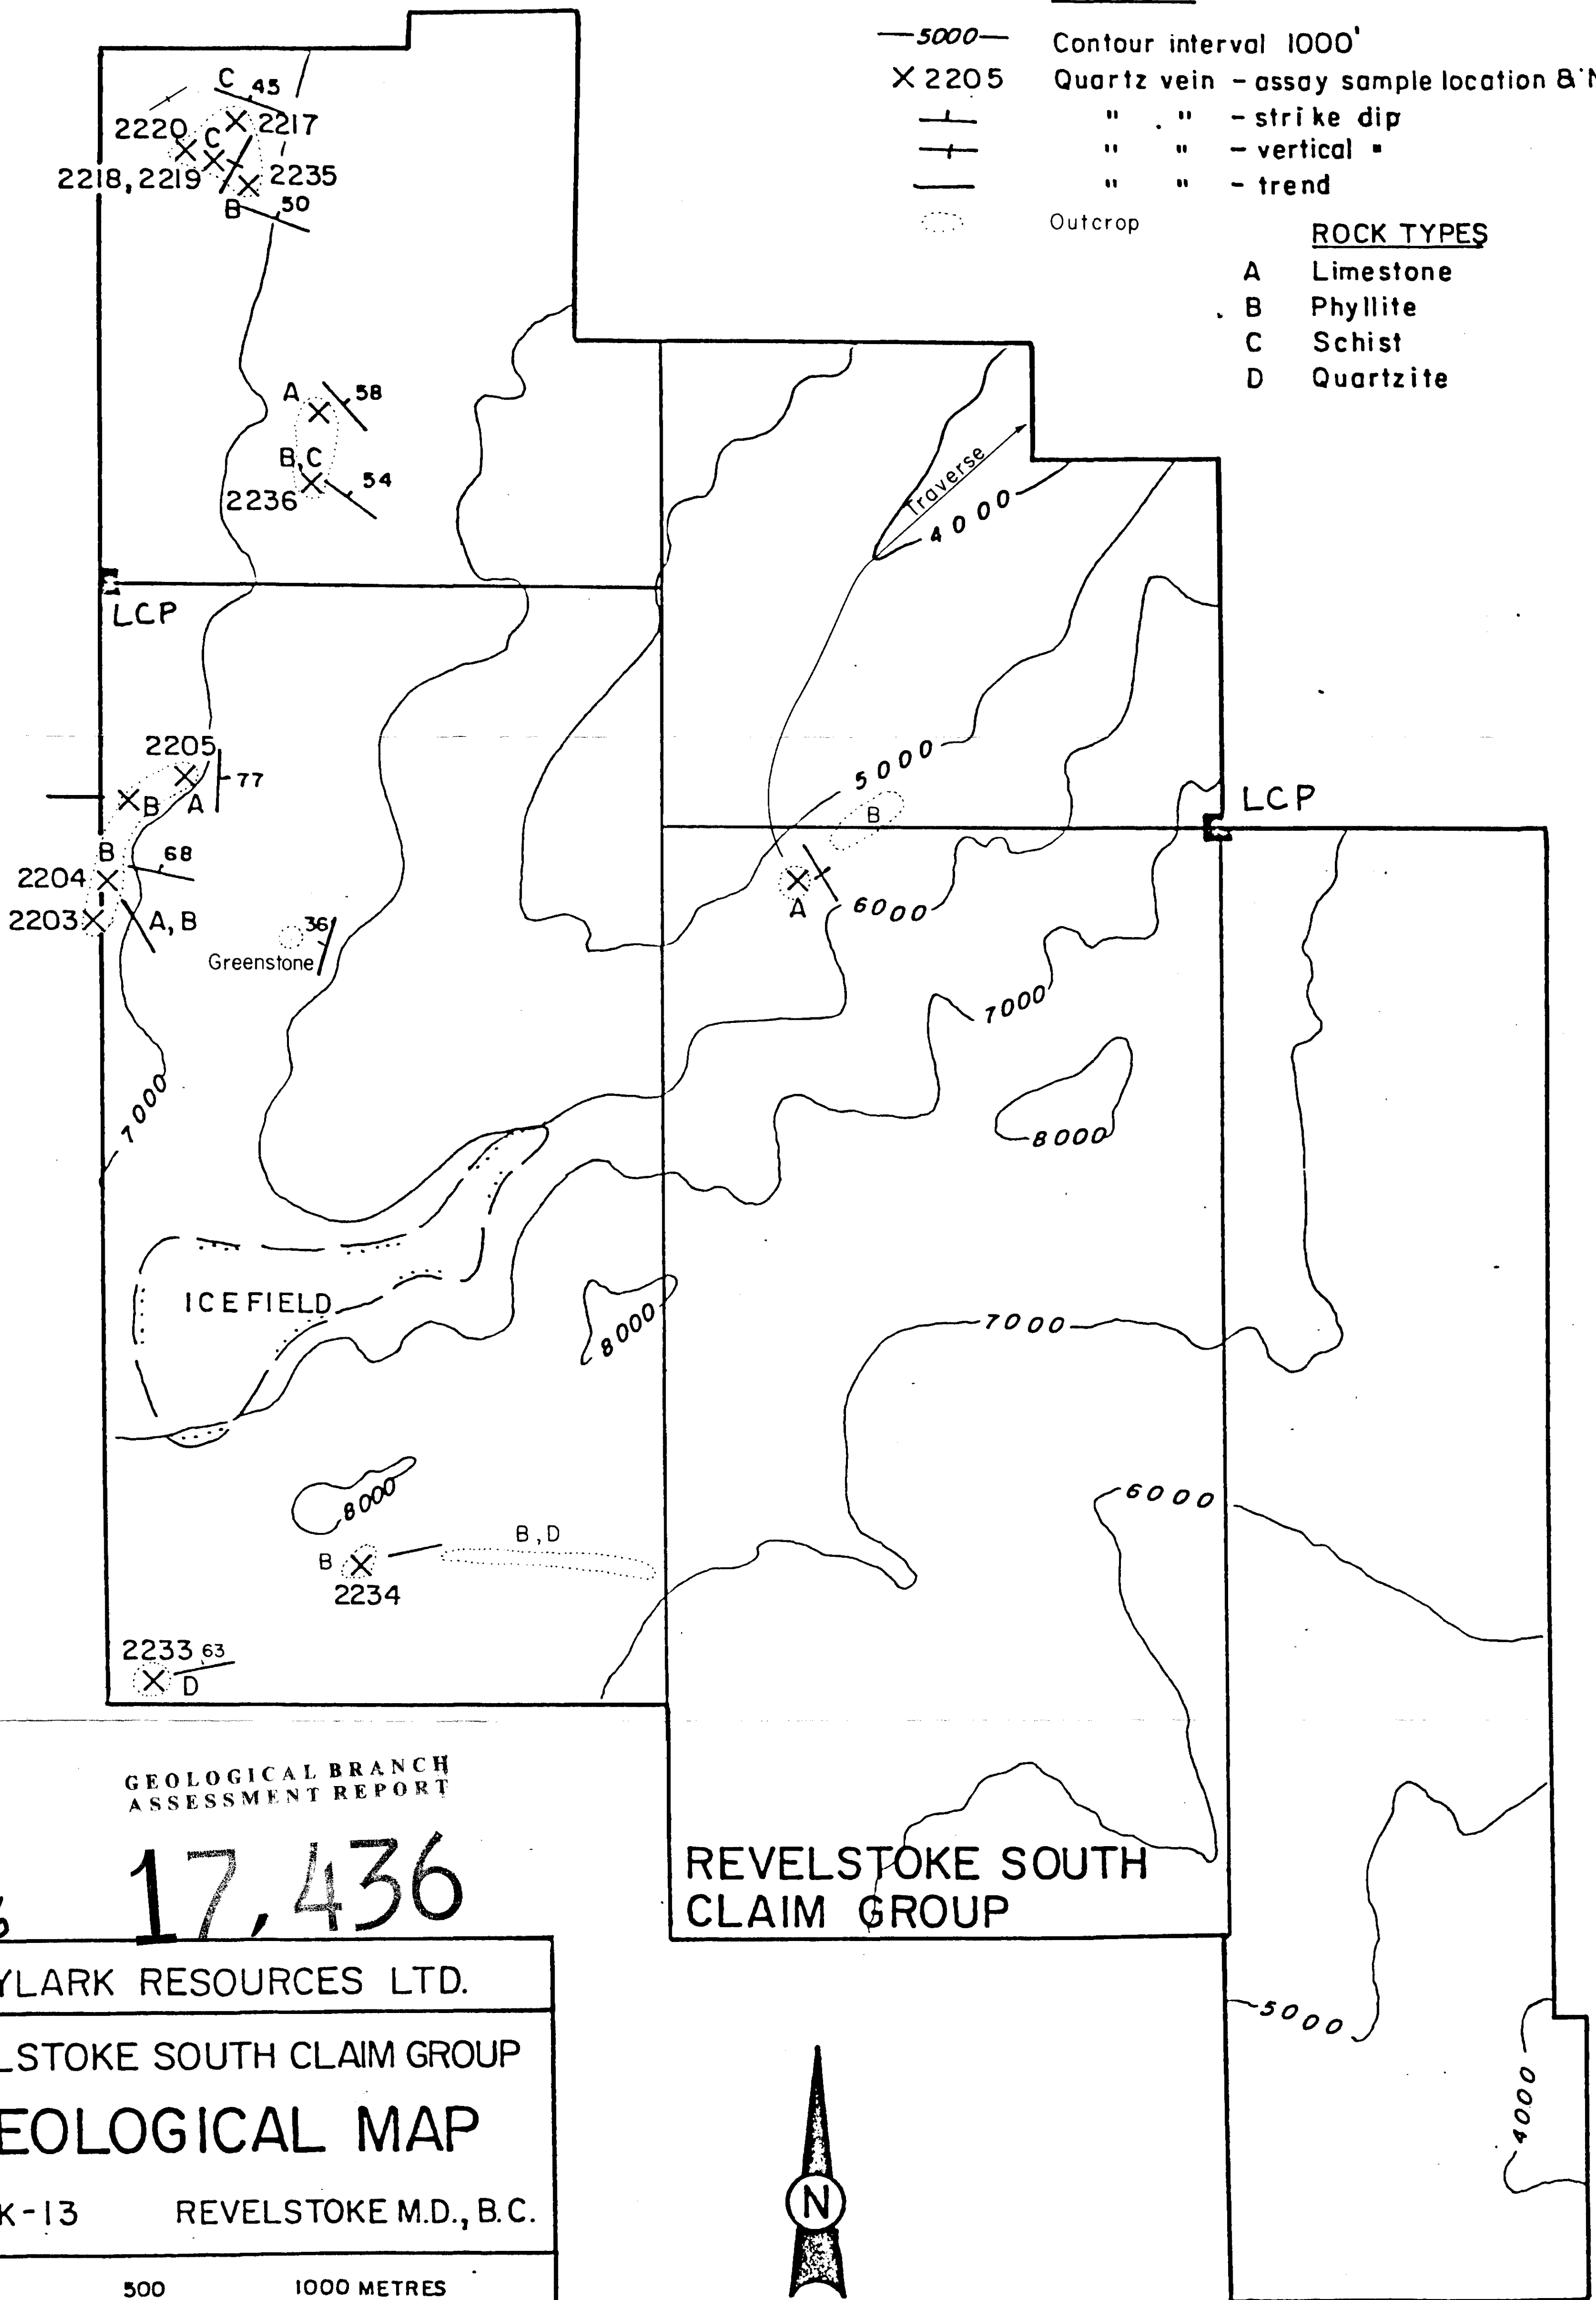 —5000— Contour interval 1000'
X 2205 Quartz vein – assay sample location &
" " – strike dip
" " – vertical "
" " – trend
Outcrop
ROCK TYPES
A Limestone
B Phyllite
C Schist
D Quartzite
C 45
2220 2217
C
2218, 2219 2235
B 50
A 58
B,C 54
2236
Traverse
4000
LCP
2205
77
B A
5000
B
LCP
B 68
2204
2203 A, B
A
6000
36
Greenstone
7000
7000
8000
ICEFIELD
8000
7000
8000
6000
B B, D
2234
2233 63
D
GEOLOGICAL BRANCH
ASSESSMENT REPORT
17,436
REVELSTOKE SOUTH
CLAIM GROUP
YLARK RESOURCES LTD.
LSTOKE SOUTH CLAIM GROUP
EOLOGICAL MAP
K-13 REVELSTOKE M.D., B.C.
500 1000 METRES
5000
4000
N